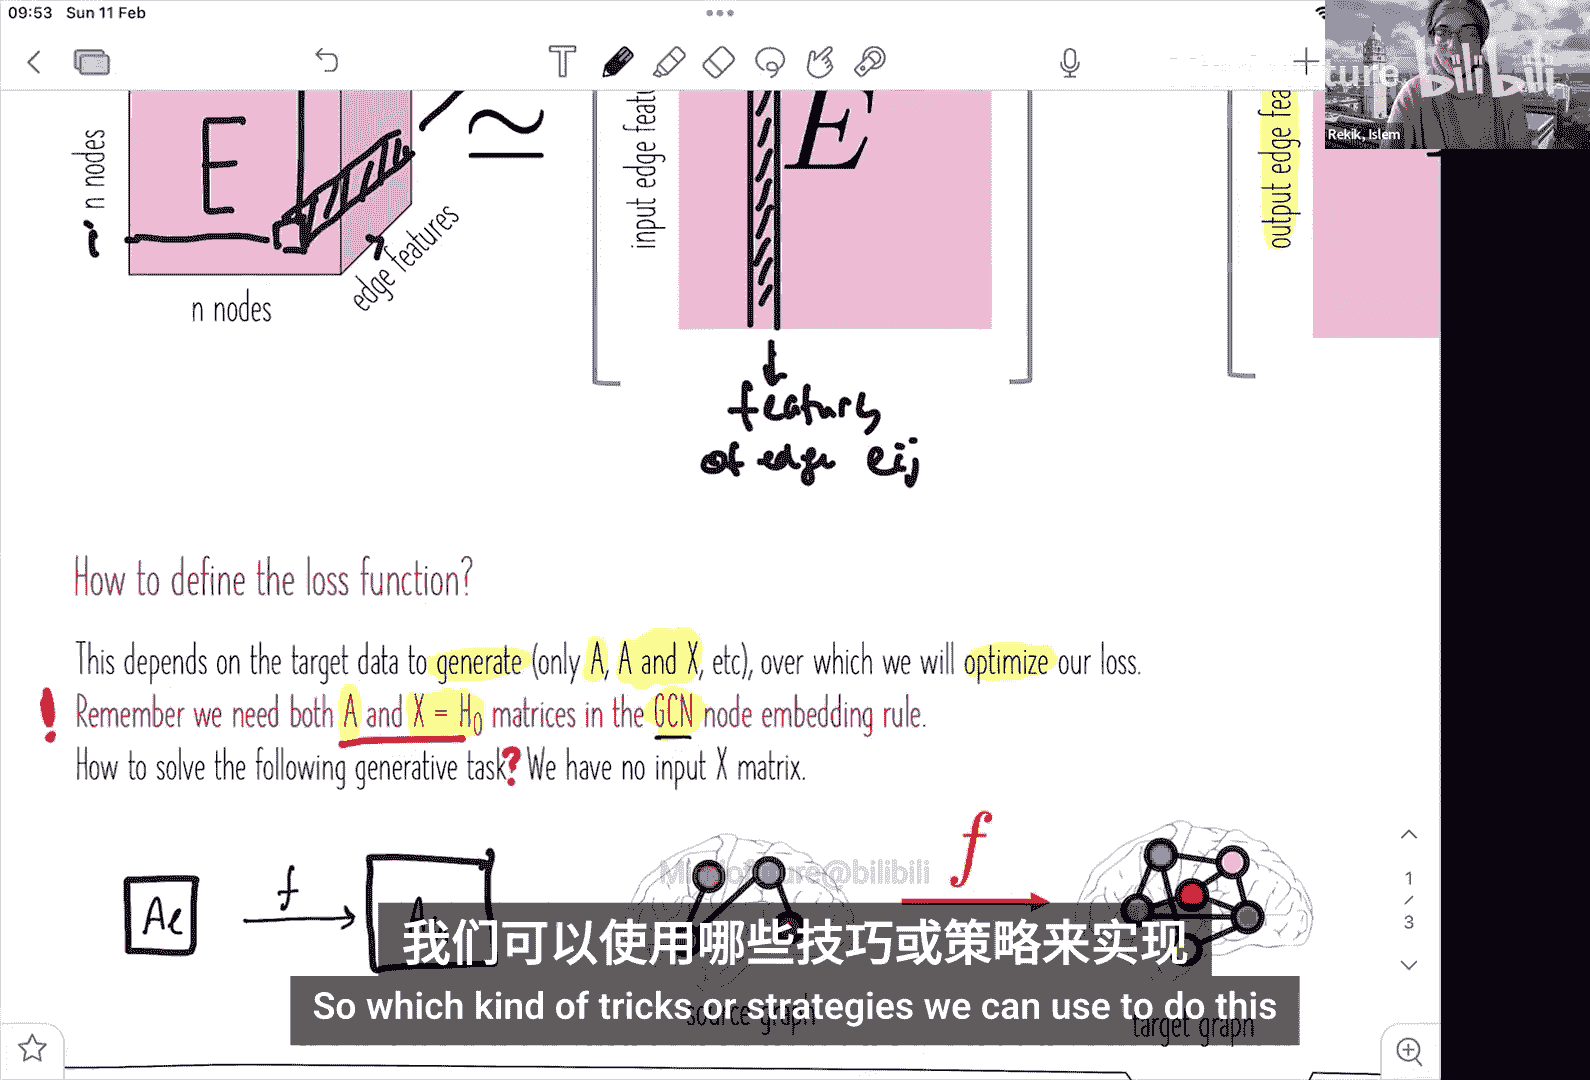 09:53 Sun 11 Feb
T
ture
bilibili
Rekik, Islem
n nodes
E
i
n nodes
edge features
≃
input edge featu
E
output edge fea
features
of edge eij
How to define the loss function?
This depends on the target data to generate (only A, A and X, etc), over which we will optimize our loss.
! Remember we need both A and X = H0 matrices in the GCN node embedding rule.
How to solve the following generative task? We have no input X matrix.
f
f
1
/
3
@bilibili
我们可以使用哪些技巧或策略来实现
So which kind of tricks or strategies we can use to do this
source graph
target graph